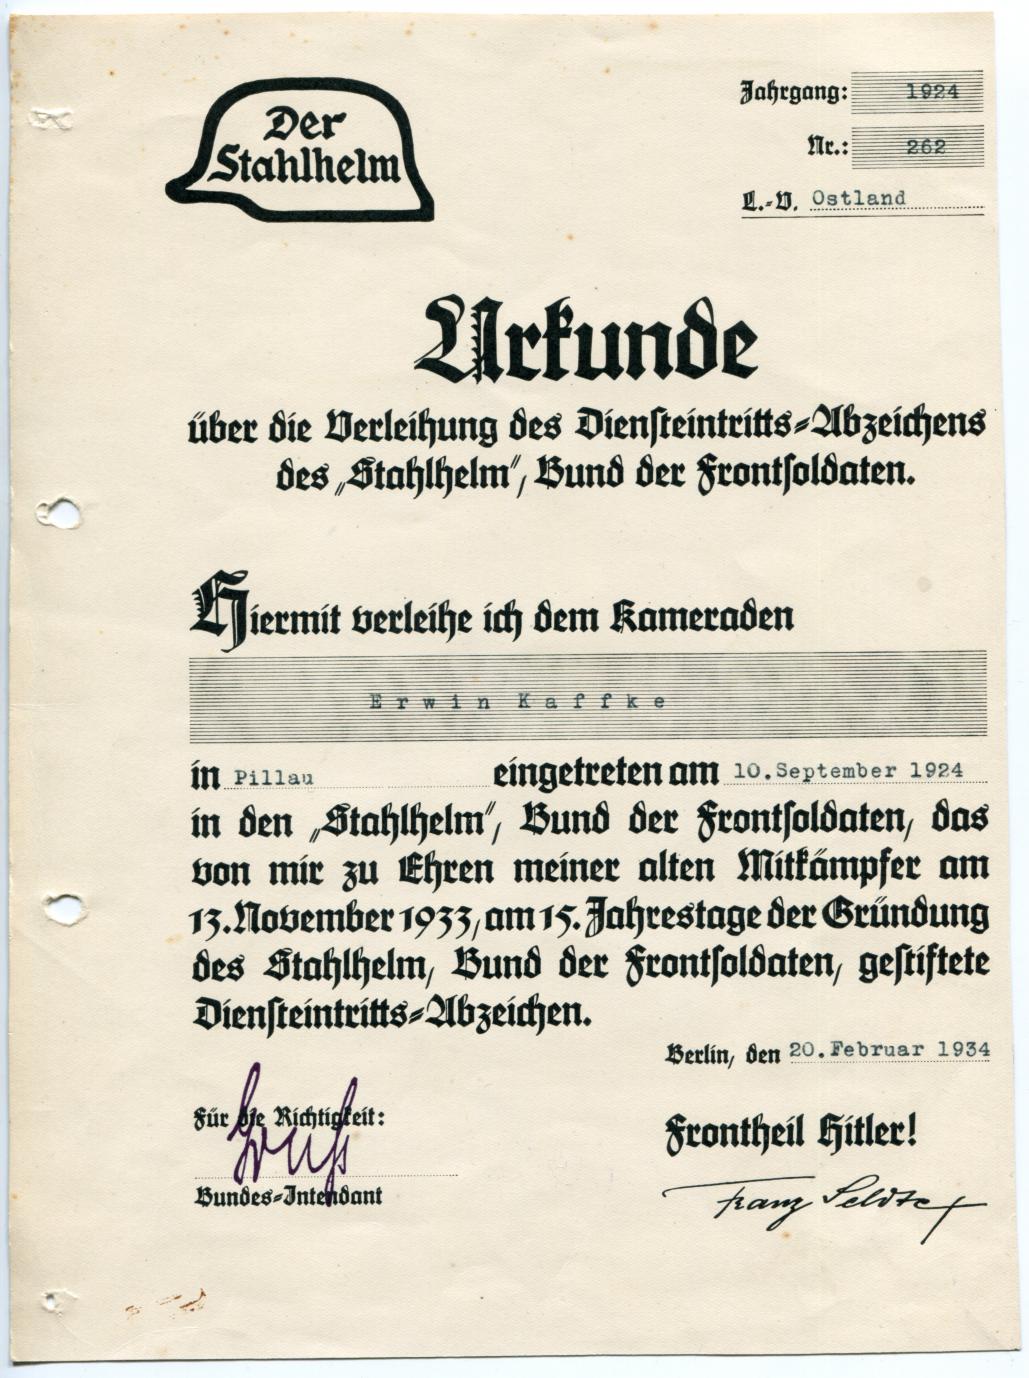 Der
Stahlhelm
Jahrgang: 1924
Nr.: 262
L.-V. Ostland
Urkunde
über die Verleihung des Diensteintritts-Abzeichens
des „Stahlhelm“, Bund der Frontsoldaten.
Hiermit verleihe ich dem Kameraden
Erwin Kaffke
in Pillau eingetreten am 10.September 1924
in den „Stahlhelm“, Bund der Frontsoldaten, das
von mir zu Ehren meiner alten Mitkämpfer am
13. November 1933, am 15. Jahrestage der Gründung
des Stahlhelm, Bund der Frontsoldaten, gestiftete
Diensteintritts-Abzeichen.
Berlin, den 20.Februar 1934
Für die Richtigkeit:
Bundes-Intendant
Frontheil Hitler!
Franz Seldte